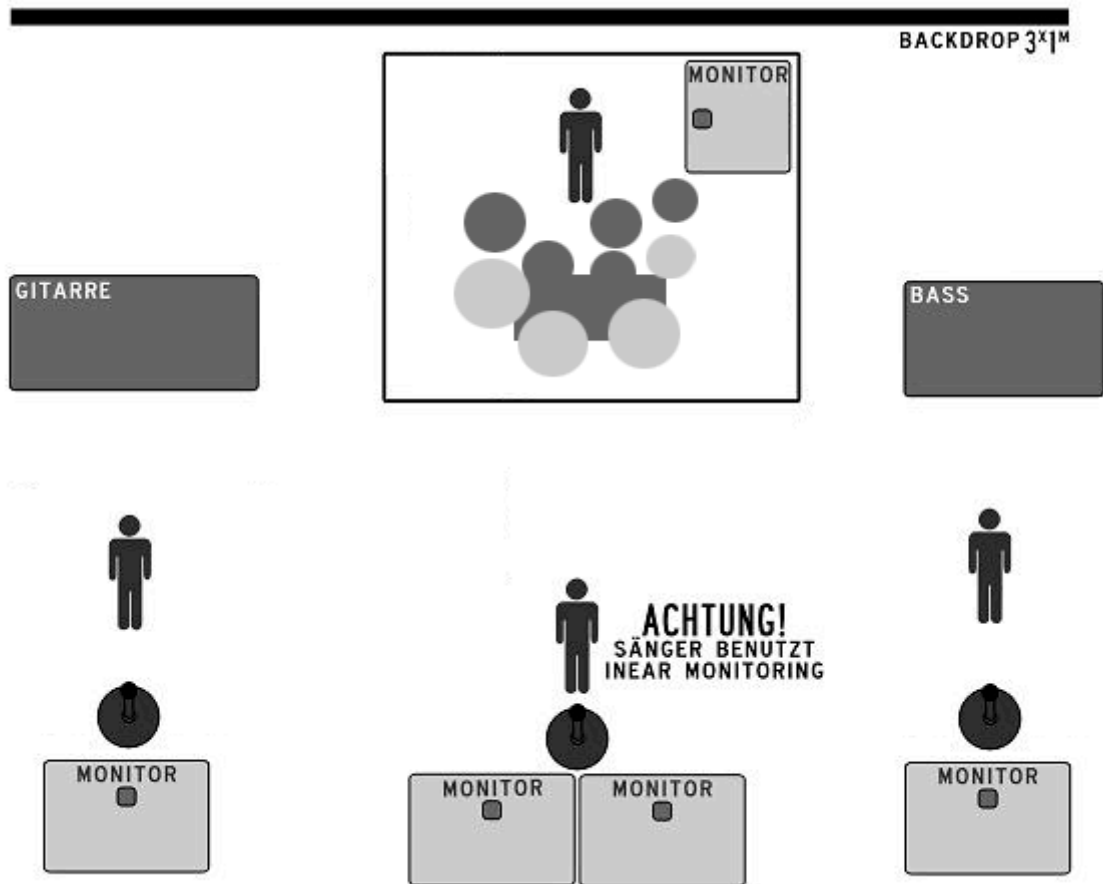 BACKDROP 3X1M
MONITOR
GITARRE
BASS
ACHTUNG!
SÄNGER BENUTZT
INEAR MONITORING
MONITOR
MONITOR
MONITOR
MONITOR